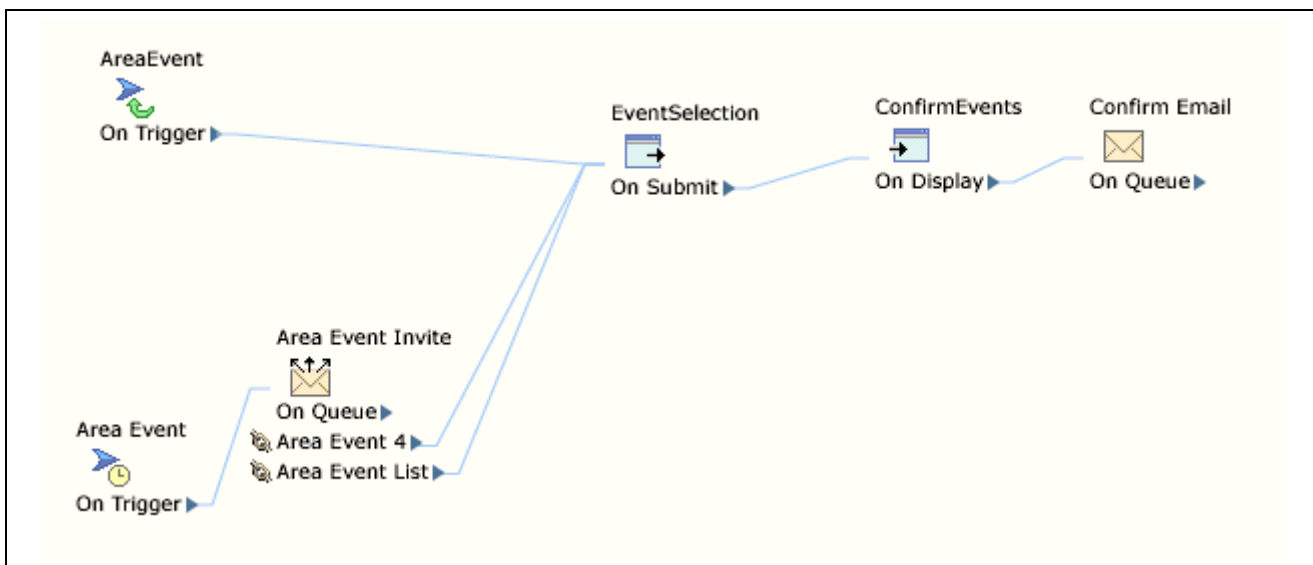 AreaEvent
On Trigger
EventSelection
On Submit
ConfirmEvents
On Display
Confirm Email
On Queue
Area Event Invite
On Queue
Area Event 4
Area Event List
Area Event
On Trigger